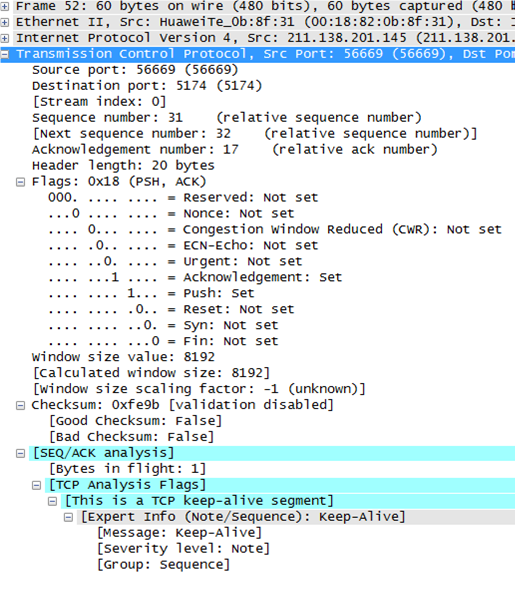 Frame 52: 60 bytes on wire (480 bits), 60 bytes captured (480 b
Ethernet II, Src: HuaweiTe_0b:8f:31 (00:18:82:0b:8f:31), Dst: I
Internet Protocol Version 4, Src: 211.138.201.145 (211.138.201.
Transmission Control Protocol, Src Port: 56669 (56669), Dst Por
Source port: 56669 (56669)
Destination port: 5174 (5174)
[Stream index: 0]
Sequence number: 31    (relative sequence number)
[Next sequence number: 32    (relative sequence number)]
Acknowledgement number: 17    (relative ack number)
Header length: 20 bytes
Flags: 0x18 (PSH, ACK)
000. .... .... = Reserved: Not set
...0 .... .... = Nonce: Not set
.... 0... .... = Congestion Window Reduced (CWR): Not set
.... .0.. .... = ECN-Echo: Not set
.... ..0. .... = Urgent: Not set
.... ...1 .... = Acknowledgement: Set
.... .... 1... = Push: Set
.... .... .0.. = Reset: Not set
.... .... ..0. = Syn: Not set
.... .... ...0 = Fin: Not set
Window size value: 8192
[Calculated window size: 8192]
[Window size scaling factor: -1 (unknown)]
Checksum: 0xfe9b [validation disabled]
[Good Checksum: False]
[Bad Checksum: False]
[SEQ/ACK analysis]
[Bytes in flight: 1]
[TCP Analysis Flags]
[This is a TCP keep-alive segment]
[Expert Info (Note/Sequence): Keep-Alive]
[Message: Keep-Alive]
[Severity level: Note]
[Group: Sequence]